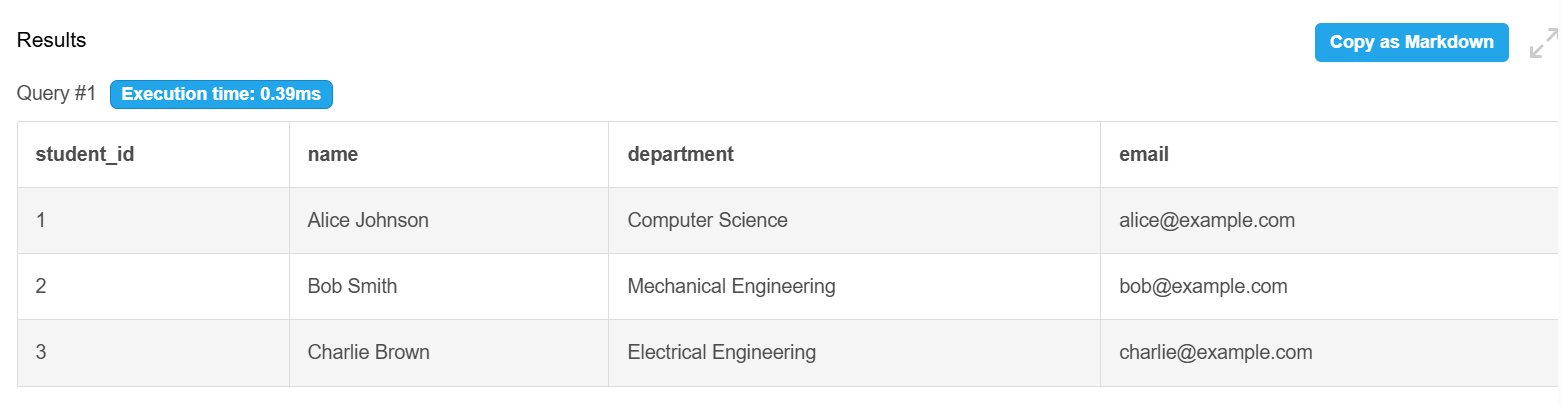 Results
Copy as Markdown
Query #1 Execution time: 0.39ms
student_id name department email
1 Alice Johnson Computer Science alice@example.com
2 Bob Smith Mechanical Engineering bob@example.com
3 Charlie Brown Electrical Engineering charlie@example.com